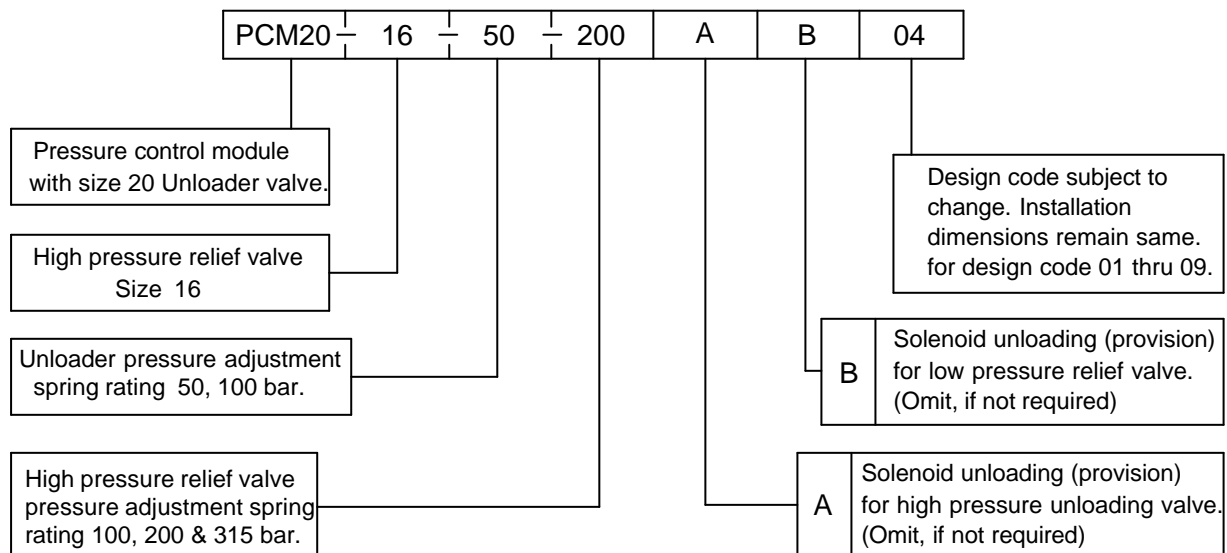 PCM20 – 16 – 50 – 200 A B 04
Pressure control module
with size 20 Unloader valve.
High pressure relief valve
Size 16
Unloader pressure adjustment
spring rating 50, 100 bar.
High pressure relief valve
pressure adjustment spring
rating 100, 200 & 315 bar.
Design code subject to
change. Installation
dimensions remain same.
for design code 01 thru 09.
B
Solenoid unloading (provision)
for low pressure relief valve.
(Omit, if not required)
A
Solenoid unloading (provision)
for high pressure unloading valve.
(Omit, if not required)